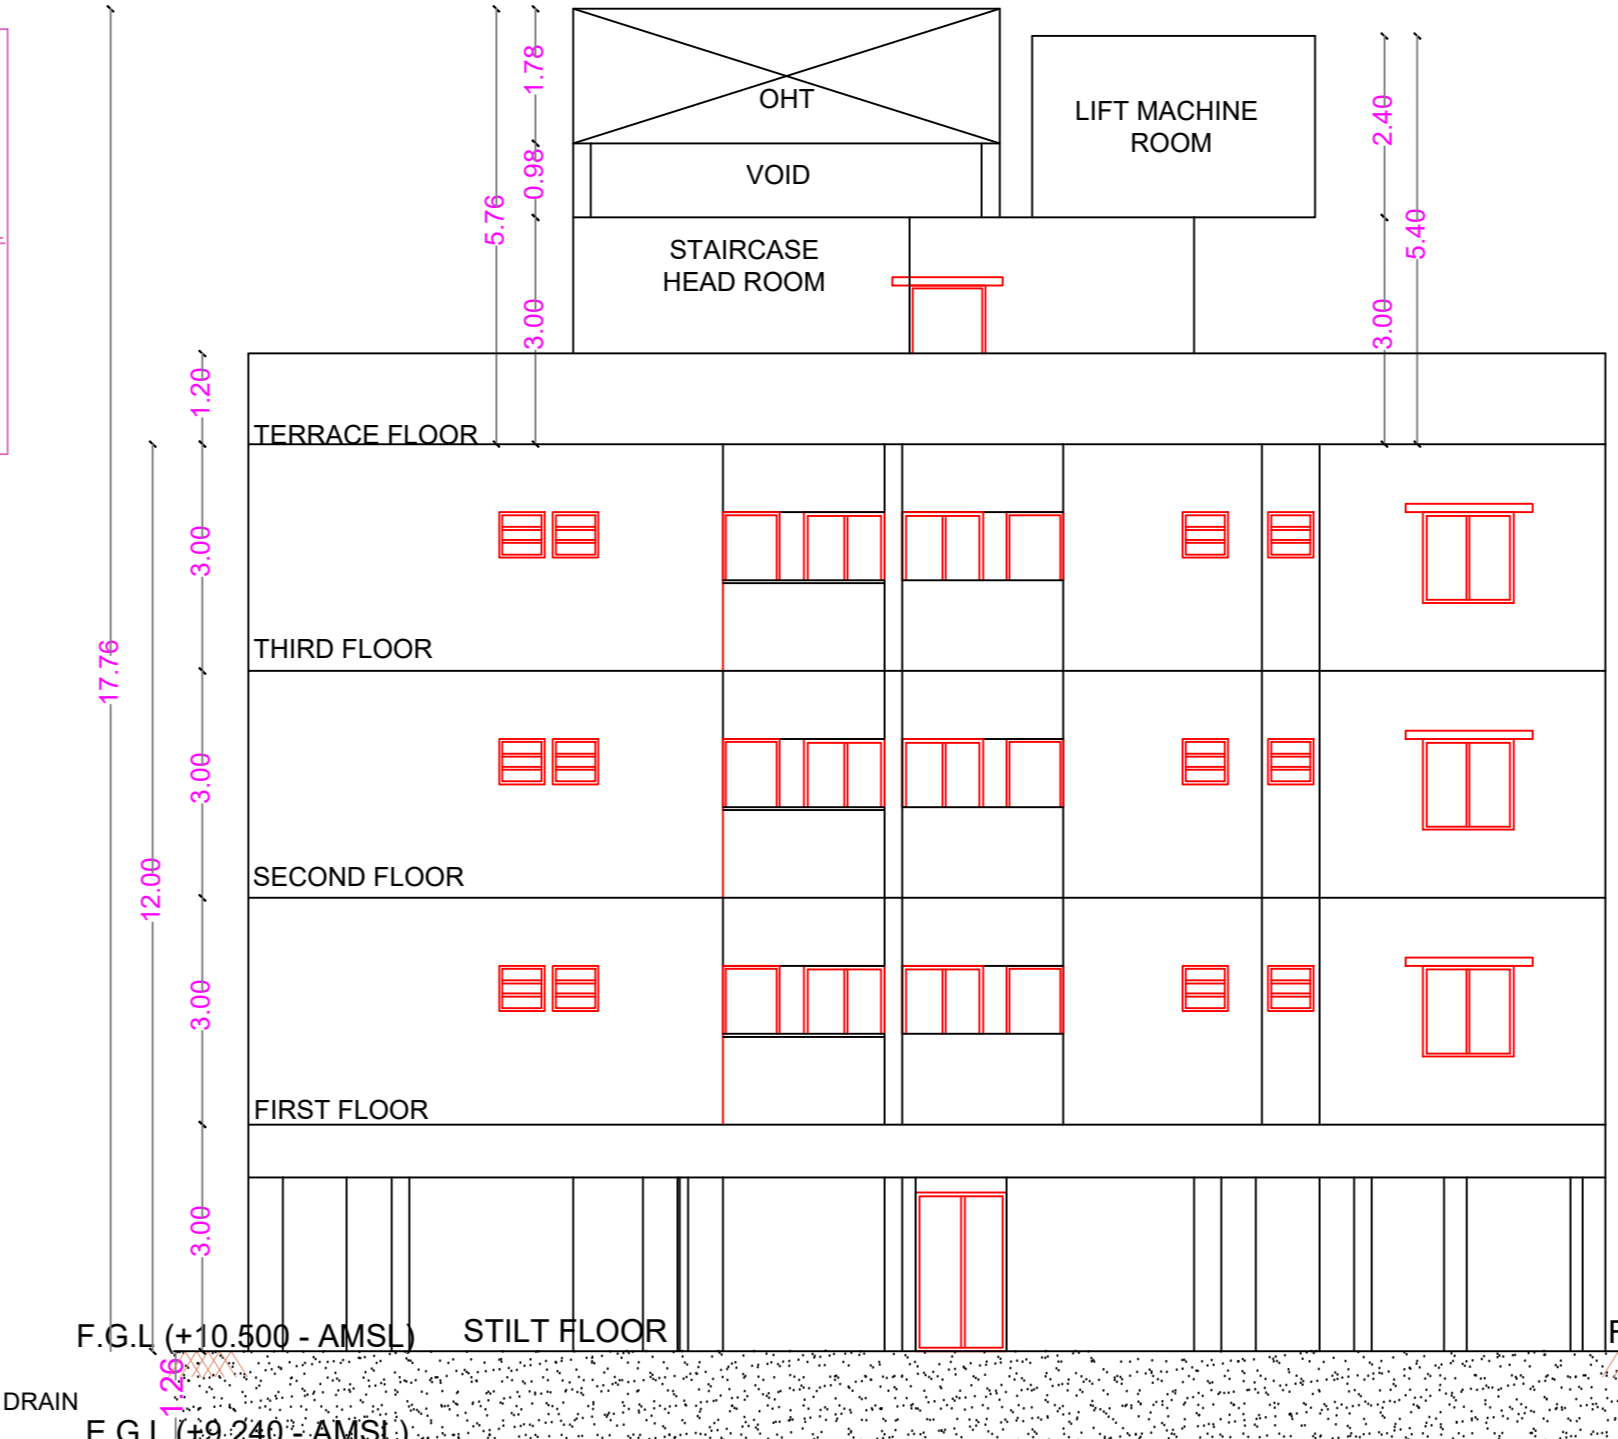 1.78
OHT
LIFT MACHINE
ROOM
2.40
0.98
VOID
5.76
5.40
STAIRCASE
HEAD ROOM
3.00
3.00
1.20
TERRACE FLOOR
3.00
THIRD FLOOR
17.76
3.00
SECOND FLOOR
12.00
3.00
FIRST FLOOR
3.00
F.G.L (+10.500 - AMSL)
STILT FLOOR
1.26
DRAIN
E.G.L (+9.240 - AMSL)